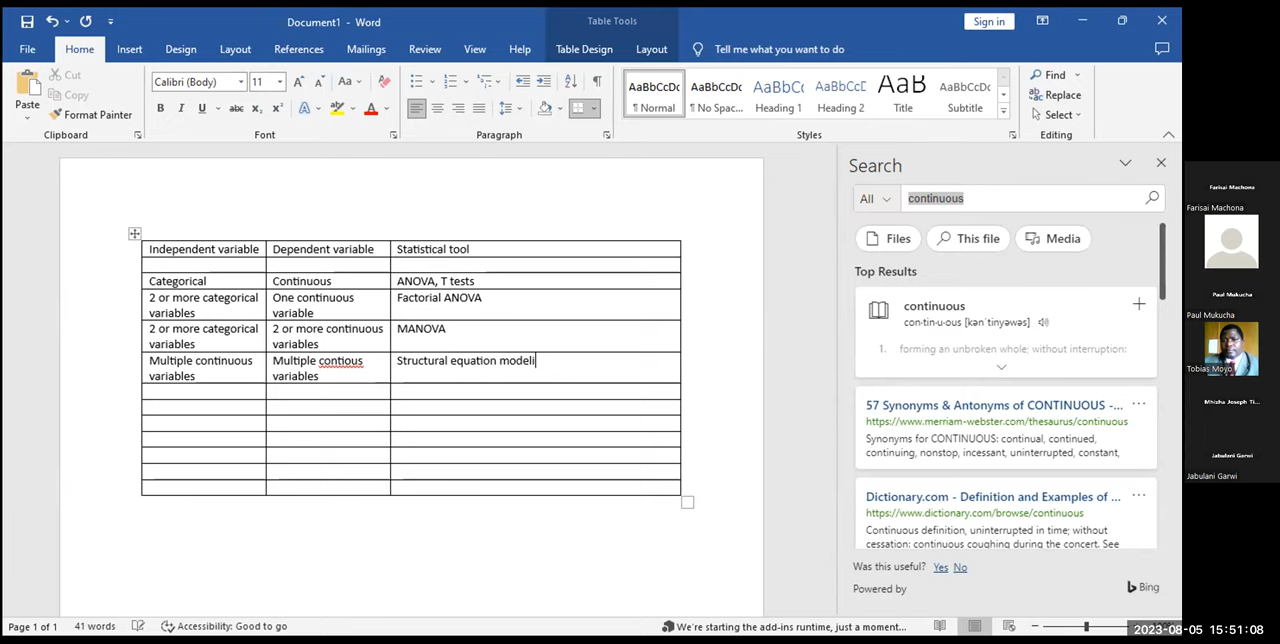 Table Tools
Document1 - Word
Sign in
File Home Insert Design Layout References Mailings Review View Help Table Design Layout Tell me what you want to do
Cut
Copy
Paste
Format Painter
Clipboard
Calibri (Body) 11
Font
Paragraph
AaBbCcDc AaBbCcDc AaBbCc AaBbCcE AaB AaBbCcDc
¶ Normal ¶ No Spac... Heading 1 Heading 2 Title Subtitle
Styles
Find
Replace
Select
Editing
Independent variable Dependent variable Statistical tool
Categorical Continuous ANOVA, T tests
2 or more categorical One continuous Factorial ANOVA
variables variable
2 or more categorical 2 or more continuous MANOVA
variables variables
Multiple continuous Multiple contious Structural equation modeli
variables variables
Search
All continuous
Files This file Media
Top Results
continuous
con·tin·u·ous [kənˈtinyəwəs]
1. forming an unbroken whole; without interruption:
57 Synonyms & Antonyms of CONTINUOUS -...
https://www.merriam-webster.com/thesaurus/continuous
Synonyms for CONTINUOUS: continual, continued,
continuing, nonstop, incessant, uninterrupted, constant,
Dictionary.com - Definition and Examples of ...
https://www.dictionary.com/browse/continuous
Continuous definition, uninterrupted in time; without
cessation: continuous coughing during the concert. See
Was this useful? Yes No
Powered by
Bing
Farisai Machona
Farisai Machona
Paul Mukucha
Paul Mukucha
Tobias Moyo
Mhizha Joseph Ti...
Jabulani Garwi
Jabulani Garwi
Page 1 of 1 41 words Accessibility: Good to go We're starting the add-ins runtime, just a moment...
2023-08-05 15:51:08